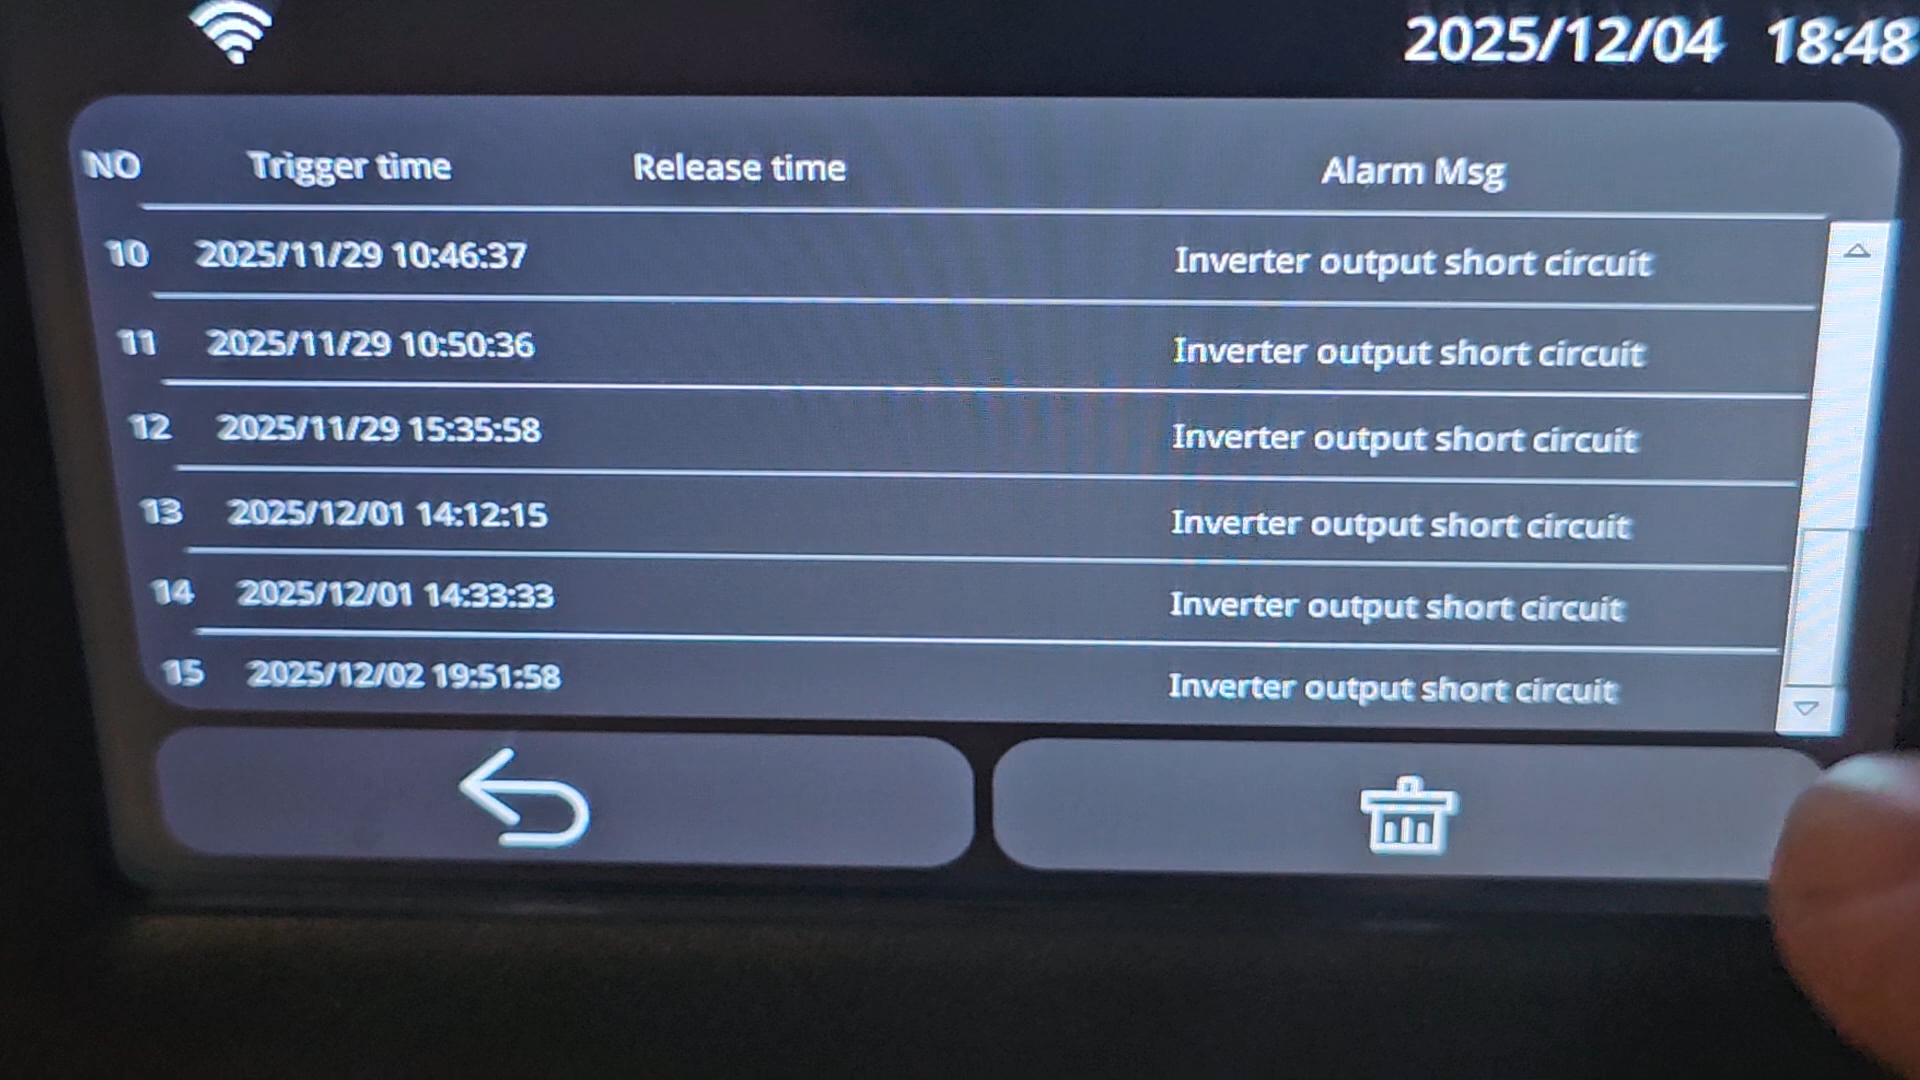 2025/12/04 18:48
NO Trigger time Release time Alarm Msg
10 2025/11/29 10:46:37 Inverter output short circuit
11 2025/11/29 10:50:36 Inverter output short circuit
12 2025/11/29 15:35:58 Inverter output short circuit
13 2025/12/01 14:12:15 Inverter output short circuit
14 2025/12/01 14:33:33 Inverter output short circuit
15 2025/12/02 19:51:58 Inverter output short circuit